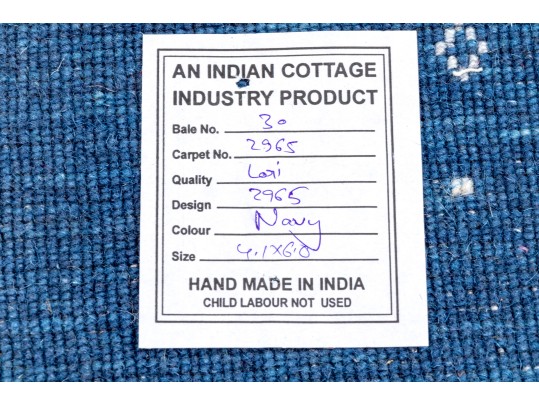 AN INDIAN COTTAGE
INDUSTRY PRODUCT
Bale No. 30
Carpet No. 2965
Quality Lori
Design 2965
Colour Navy
Size 4.1x6.0
HAND MADE IN INDIA
CHILD LABOUR NOT USED